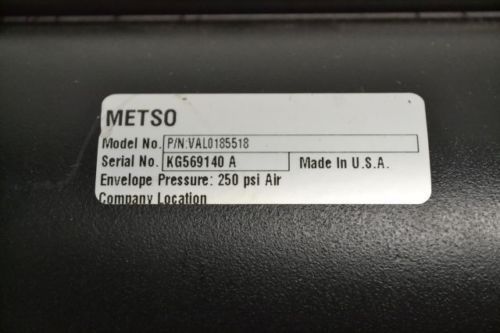 METSO
Model No. P/N:VAL0185518
Serial No. KG569140 A Made In U.S.A.
Envelope Pressure: 250 psi Air
Company Location